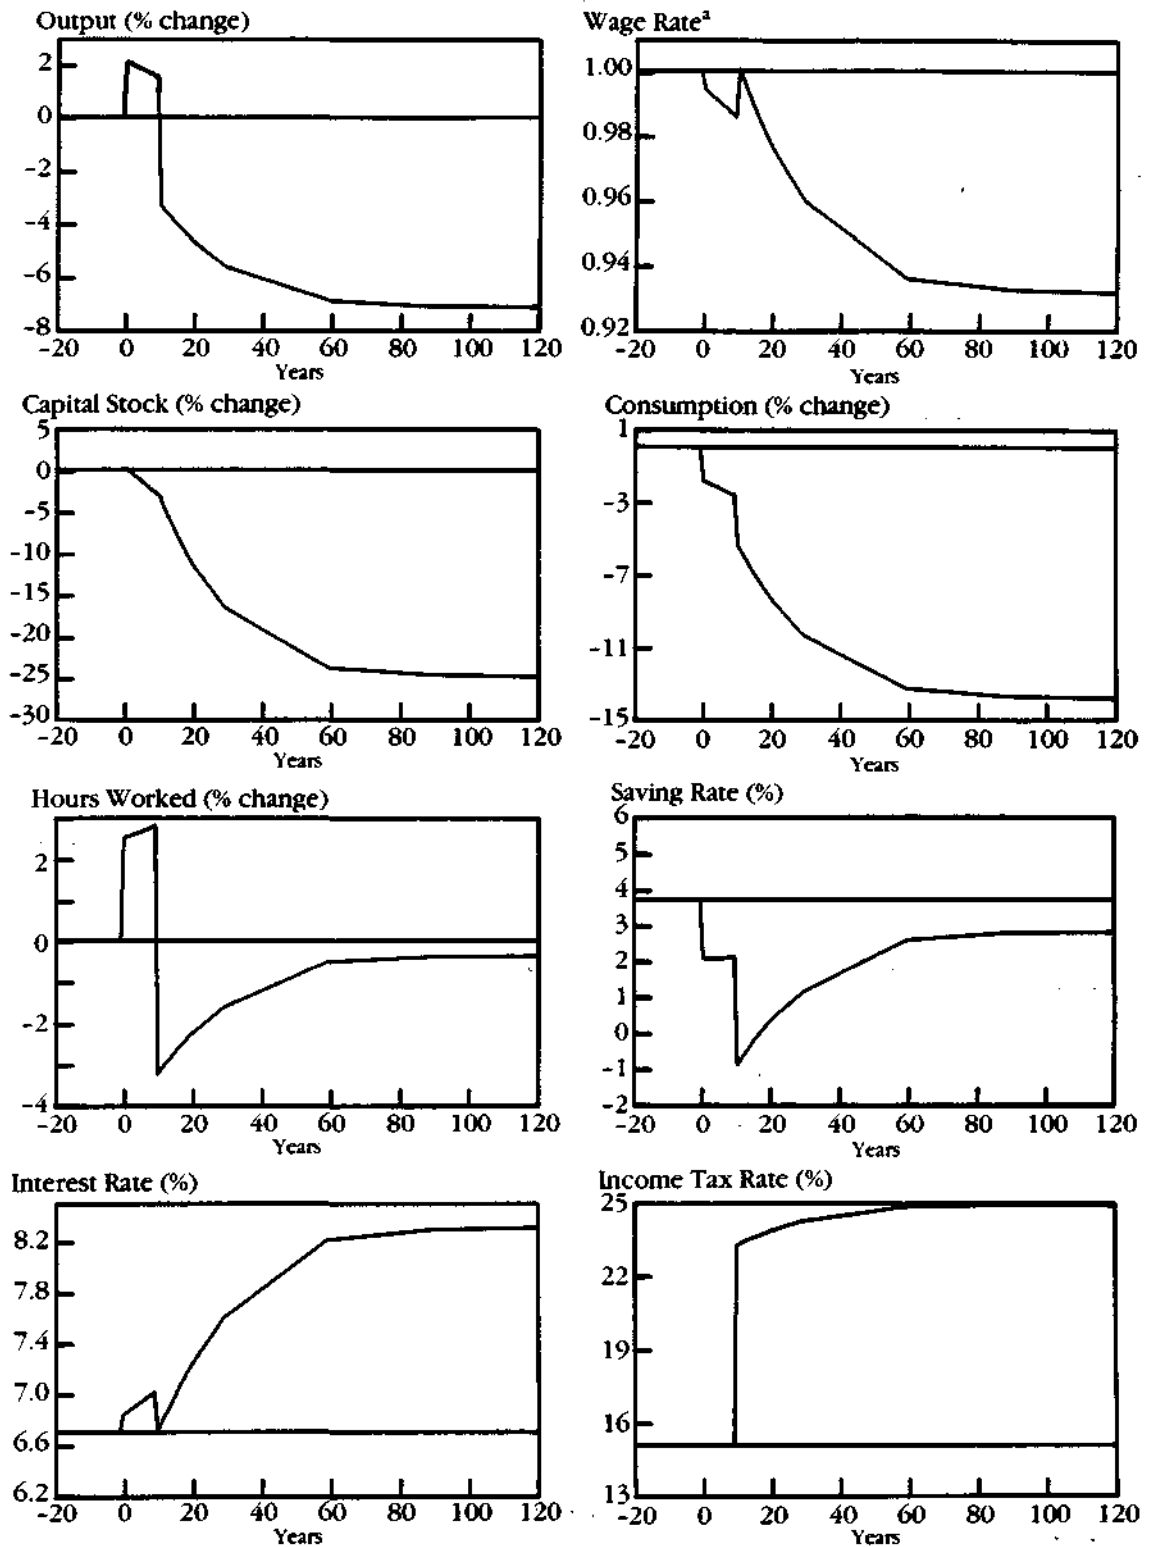 Output (% change)
2
0
-2
-4
-6
-8
-20 0 20 40 60 80 100 120
Years
Wage Rateª
1.00
0.98
0.96
0.94
0.92
-20 0 20 40 60 80 100 120
Years
Capital Stock (% change)
5
0
-5
-10
-15
-20
-25
-30
-20 0 20 40 60 80 100 120
Years
Consumption (% change)
1
-3
-7
-11
-15
-20 0 20 40 60 80 100 120
Years
Hours Worked (% change)
2
0
-2
-4
-20 0 20 40 60 80 100 120
Years
Saving Rate (%)
6
5
4
3
2
1
0
-1
-2
-20 0 20 40 60 80 100 120
Years
Interest Rate (%)
8.2
7.8
7.4
7.0
6.6
6.2
-20 0 20 40 60 80 100 120
Years
Income Tax Rate (%)
25
22
19
16
13
-20 0 20 40 60 80 100 120
Years